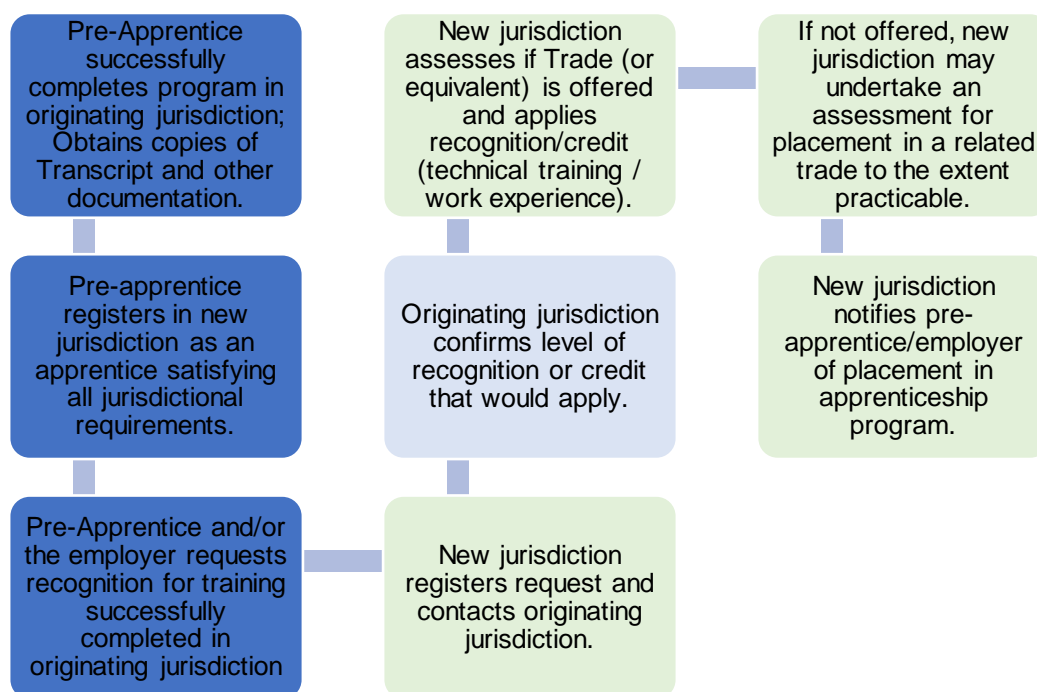 Pre-Apprentice
successfully
completes program in
originating jurisdiction;
Obtains copies of
Transcript and other
documentation.
Pre-apprentice
registers in new
jurisdiction as an
apprentice satisfying
all jurisdictional
requirements.
Pre-Apprentice and/or
the employer requests
recognition for training
successfully
completed in
originating jurisdiction
New jurisdiction
registers request and
contacts originating
jurisdiction.
Originating jurisdiction
confirms level of
recognition or credit
that would apply.
New jurisdiction
assesses if Trade (or
equivalent) is offered
and applies
recognition/credit
(technical training /
work experience).
If not offered, new
jurisdiction may
undertake an
assessment for
placement in a related
trade to the extent
practicable.
New jurisdiction
notifies pre-
apprentice/employer
of placement in
apprenticeship
program.